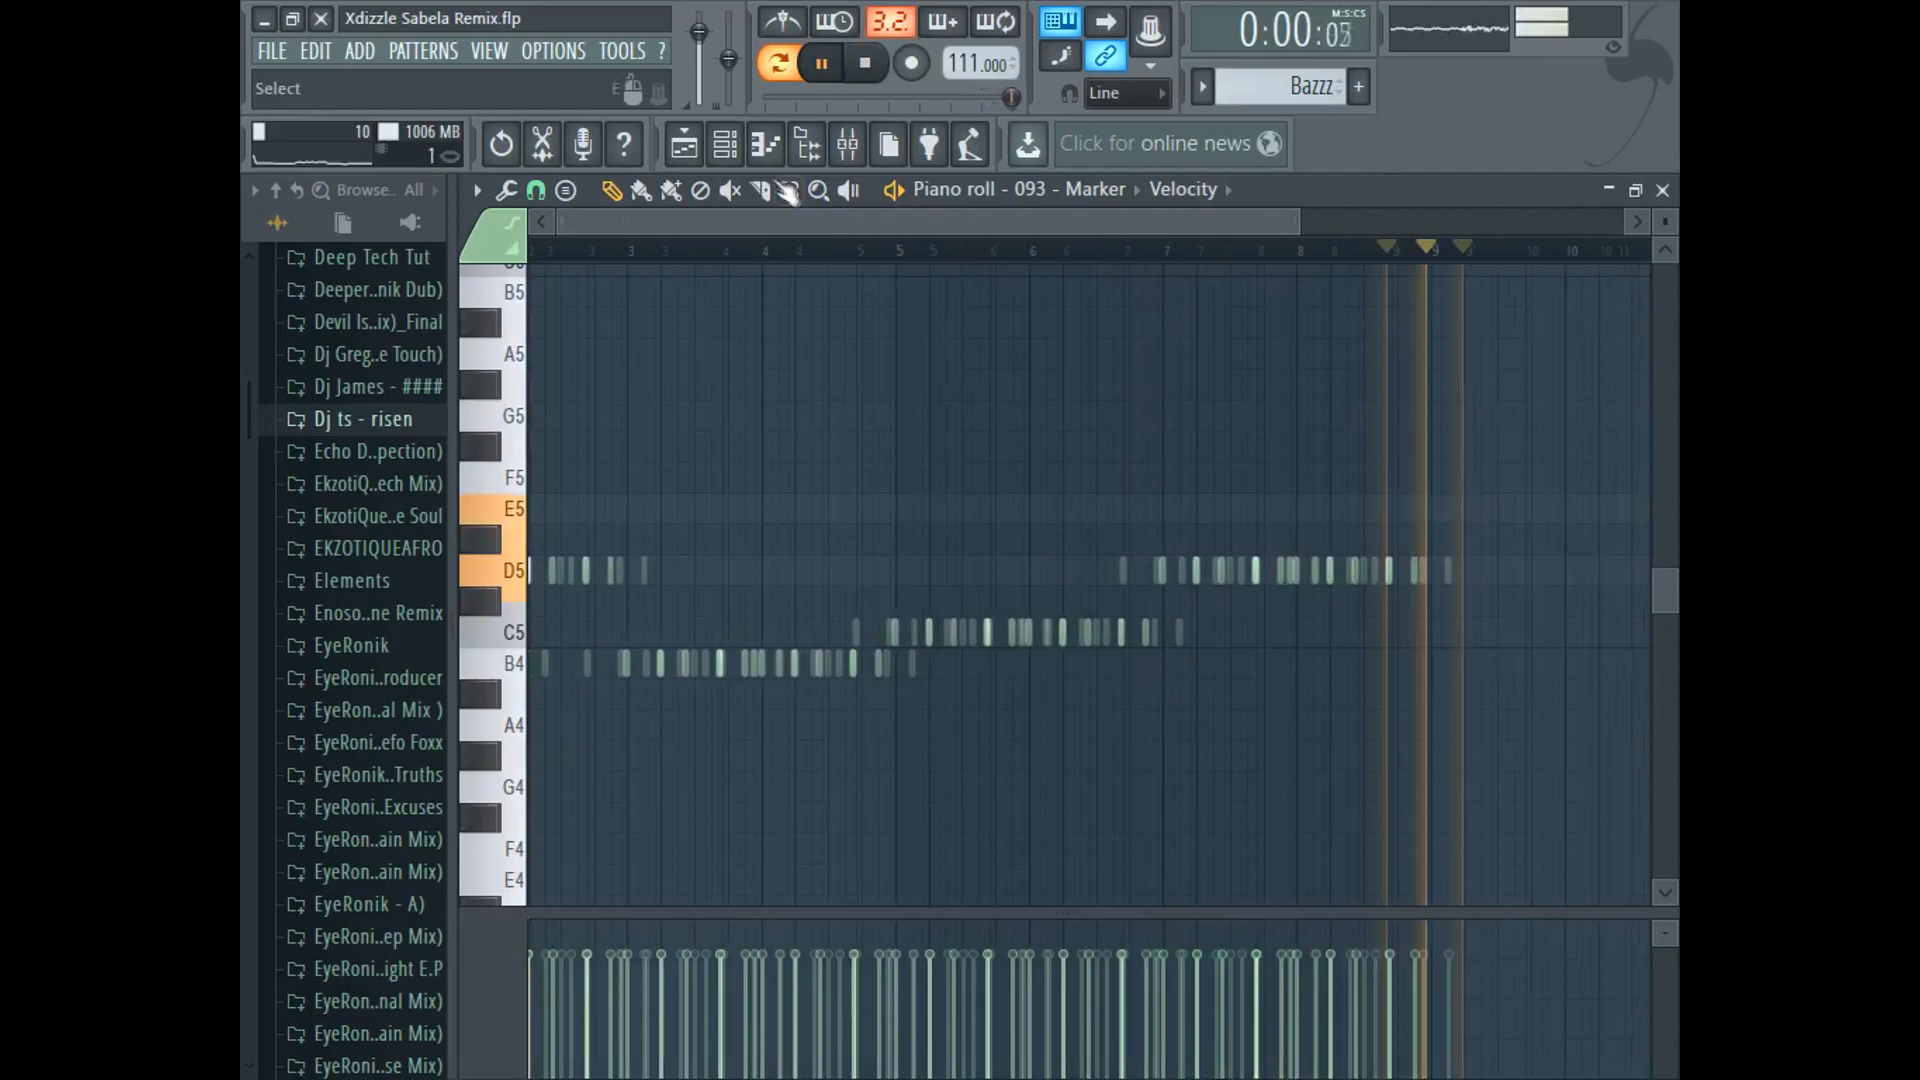 Xdizzle Sabela Remix.flp
FILE EDIT ADD PATTERNS VIEW OPTIONS TOOLS ?
Select
3.2.
111.000
Line
M:S:CS
Bazzz
10 1006 MB
1
Click for online news
Browse.. All
Piano roll - 093 - Marker Velocity
Deep Tech Tut
Deeper..nik Dub)
Devil Is..ix)_Final
Dj Greg..e Touch)
Dj James - ####
Dj ts - risen
Echo D..pection)
EkzotiQ..ech Mix)
EkzotiQue..e Soul
EKZOTIQUEAFRO
Elements
Enoso..ne Remix
EyeRonik
EyeRoni..roducer
EyeRon..al Mix )
EyeRoni..efo Foxx
EyeRonik..Truths
EyeRoni..Excuses
EyeRon..ain Mix)
EyeRon..ain Mix)
EyeRonik - A)
EyeRoni..ep Mix)
EyeRoni..ight E.P
EyeRoni..nal Mix)
EyeRon..ain Mix)
EyeRoni..se Mix)
B5
A5
G5
F5
E5
D5
C5
B4
A4
G4
F4
E4